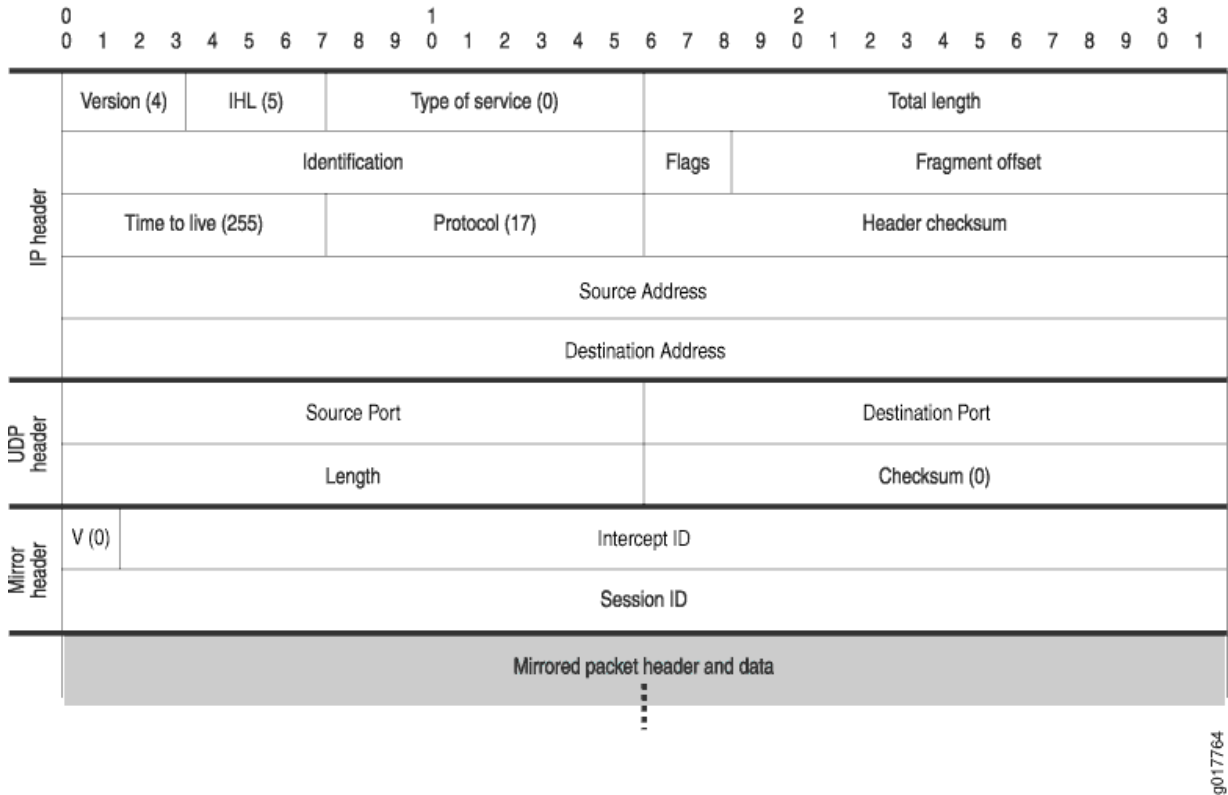 0 1 2 3
0 1 2 3 4 5 6 7 8 9 0 1 2 3 4 5 6 7 8 9 0 1 2 3 4 5 6 7 8 9 0 1
IP header
Version (4) IHL (5) Type of service (0) Total length
Identification Flags Fragment offset
Time to live (255) Protocol (17) Header checksum
Source Address
Destination Address
UDP
header
Source Port Destination Port
Length Checksum (0)
Mirror
header
V (0) Intercept ID
Session ID
Mirrored packet header and data
g017764